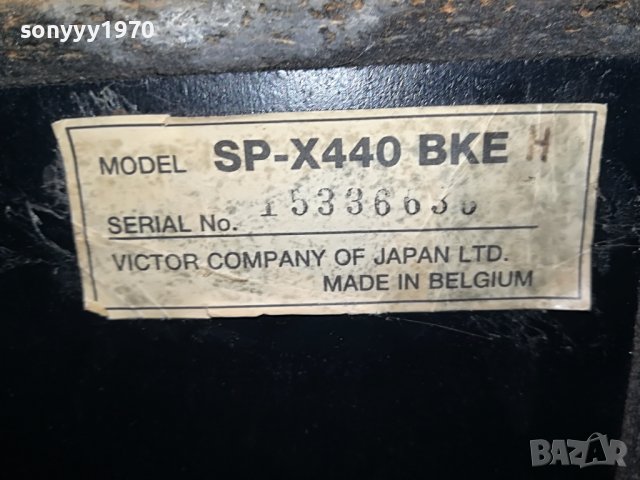 sonyyy1970
MODEL SP-X440 BKE H
SERIAL No. 15336630
VICTOR COMPANY OF JAPAN LTD.
MADE IN BELGIUM
BAZAR